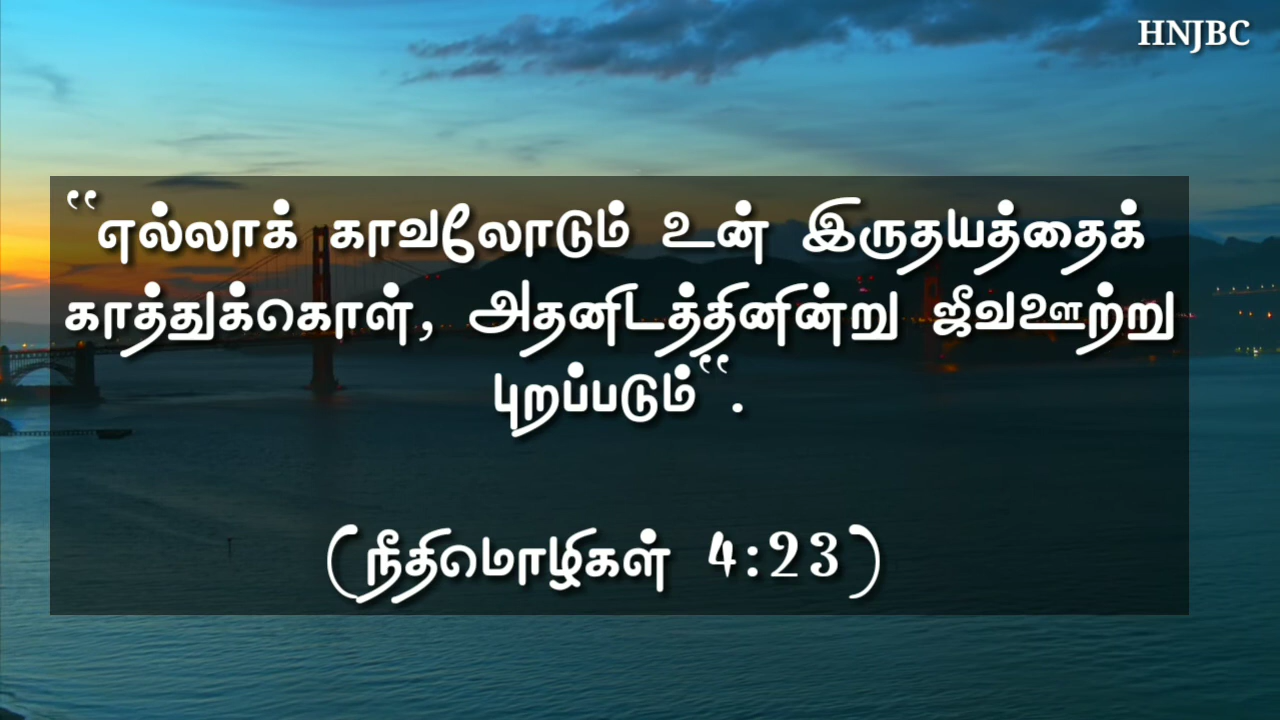 HNJBC
"எல்லாக் காவலோடும் உன் இருதயத்தைக்
காத்துக்கொள், அதனிடத்தினின்று ஜீவஊற்று
புறப்படும்".
(நீதிமொழிகள் 4:23)